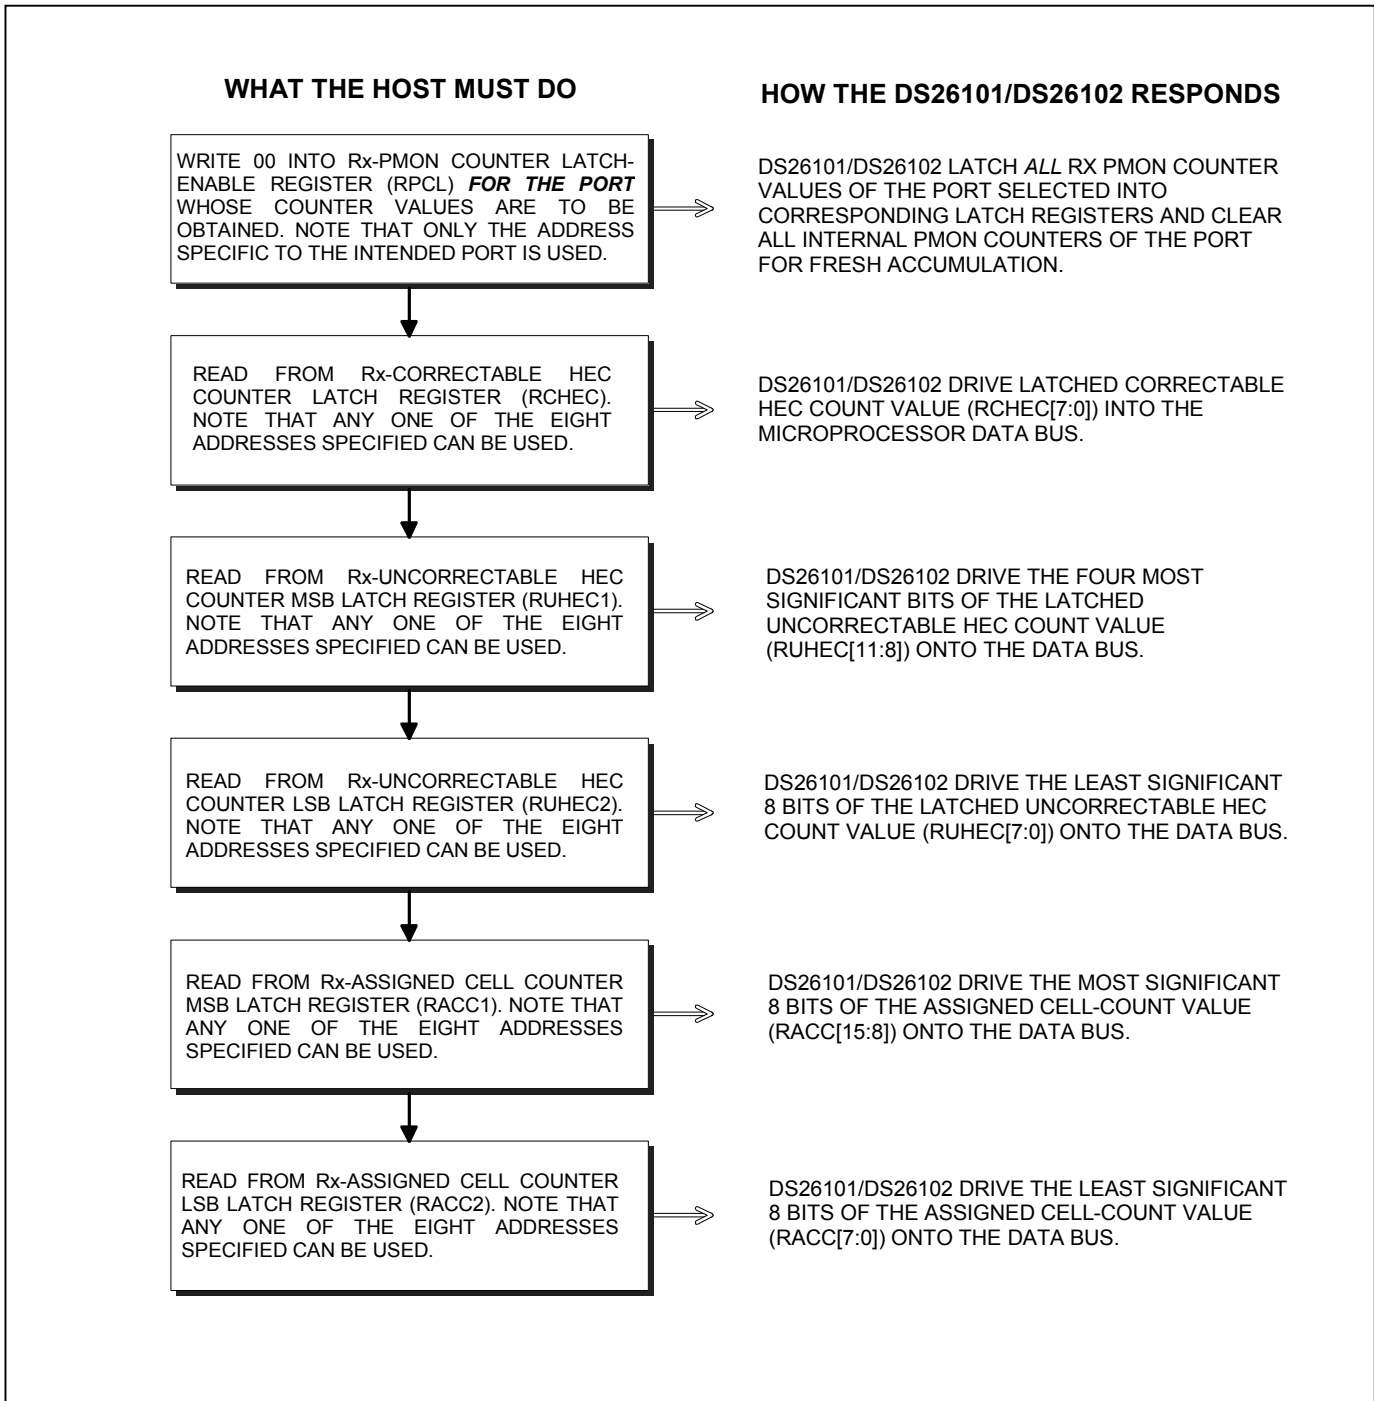 WHAT THE HOST MUST DO
HOW THE DS26101/DS26102 RESPONDS
WRITE 00 INTO Rx-PMON COUNTER LATCH-
ENABLE REGISTER (RPCL) FOR THE PORT
WHOSE COUNTER VALUES ARE TO BE
OBTAINED. NOTE THAT ONLY THE ADDRESS
SPECIFIC TO THE INTENDED PORT IS USED.
DS26101/DS26102 LATCH ALL RX PMON COUNTER
VALUES OF THE PORT SELECTED INTO
CORRESPONDING LATCH REGISTERS AND CLEAR
ALL INTERNAL PMON COUNTERS OF THE PORT
FOR FRESH ACCUMULATION.
READ FROM Rx-CORRECTABLE HEC
COUNTER LATCH REGISTER (RCHEC).
NOTE THAT ANY ONE OF THE EIGHT
ADDRESSES SPECIFIED CAN BE USED.
DS26101/DS26102 DRIVE LATCHED CORRECTABLE
HEC COUNT VALUE (RCHEC[7:0]) INTO THE
MICROPROCESSOR DATA BUS.
READ FROM Rx-UNCORRECTABLE HEC
COUNTER MSB LATCH REGISTER (RUHEC1).
NOTE THAT ANY ONE OF THE EIGHT
ADDRESSES SPECIFIED CAN BE USED.
DS26101/DS26102 DRIVE THE FOUR MOST
SIGNIFICANT BITS OF THE LATCHED
UNCORRECTABLE HEC COUNT VALUE
(RUHEC[11:8]) ONTO THE DATA BUS.
READ FROM Rx-UNCORRECTABLE HEC
COUNTER LSB LATCH REGISTER (RUHEC2).
NOTE THAT ANY ONE OF THE EIGHT
ADDRESSES SPECIFIED CAN BE USED.
DS26101/DS26102 DRIVE THE LEAST SIGNIFICANT
8 BITS OF THE LATCHED UNCORRECTABLE HEC
COUNT VALUE (RUHEC[7:0]) ONTO THE DATA BUS.
READ FROM Rx-ASSIGNED CELL COUNTER
MSB LATCH REGISTER (RACC1). NOTE THAT
ANY ONE OF THE EIGHT ADDRESSES
SPECIFIED CAN BE USED.
DS26101/DS26102 DRIVE THE MOST SIGNIFICANT
8 BITS OF THE ASSIGNED CELL-COUNT VALUE
(RACC[15:8]) ONTO THE DATA BUS.
READ FROM Rx-ASSIGNED CELL COUNTER
LSB LATCH REGISTER (RACC2). NOTE THAT
ANY ONE OF THE EIGHT ADDRESSES
SPECIFIED CAN BE USED.
DS26101/DS26102 DRIVE THE LEAST SIGNIFICANT
8 BITS OF THE ASSIGNED CELL-COUNT VALUE
(RACC[7:0]) ONTO THE DATA BUS.